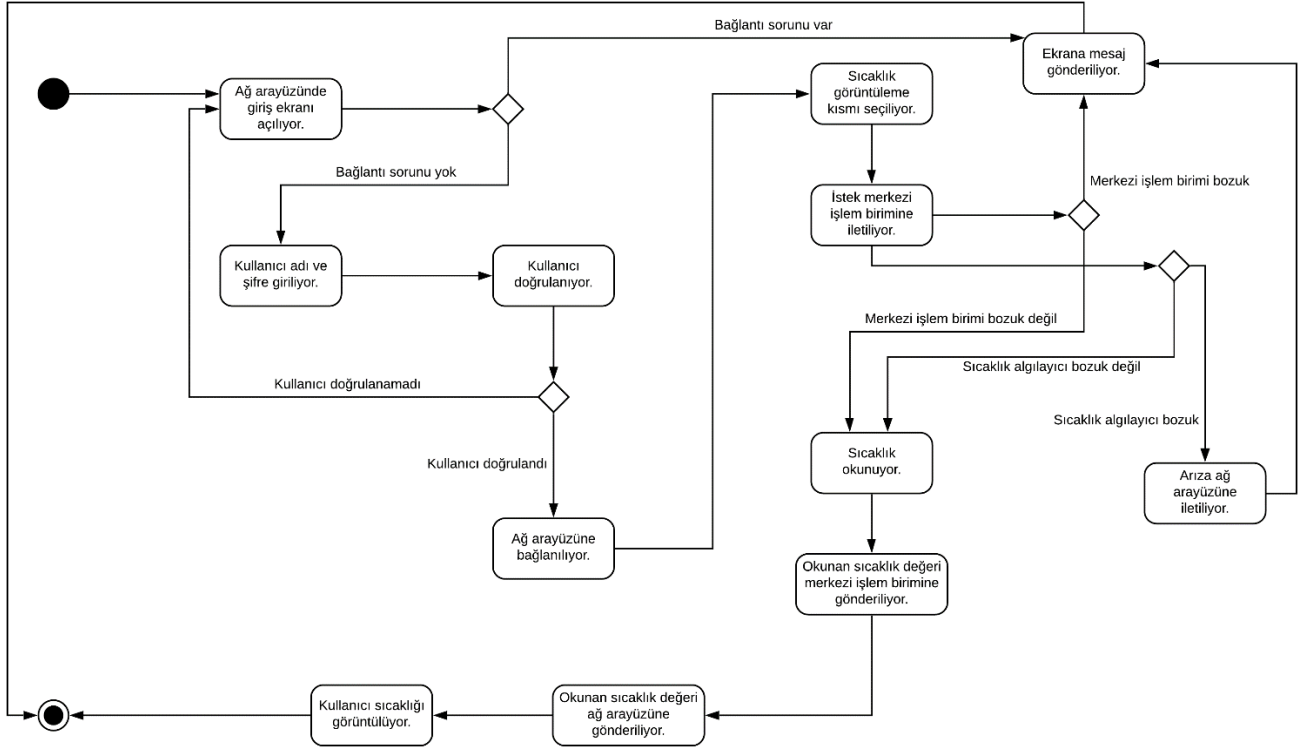 Bağlantı sorunu var
Ekrana mesaj
gönderiliyor.
Ağ arayüzünde
giriş ekranı
açılıyor.
Sıcaklık
görüntüleme
kısmı seçiliyor.
Bağlantı sorunu yok
Merkezi işlem birimi bozuk
İstek merkezi
işlem birimine
iletiliyor.
Kullanıcı adı ve
şifre giriliyor.
Kullanıcı
doğrulanıyor.
Merkezi işlem birimi bozuk değil
Sıcaklık algılayıcı bozuk değil
Kullanıcı doğrulanamadı
Sıcaklık algılayıcı bozuk
Kullanıcı doğrulandı
Sıcaklık
okunuyor.
Arıza ağ
arayüzüne
iletiliyor.
Ağ arayüzüne
bağlanılıyor.
Okunan sıcaklık değeri
merkezi işlem birimine
gönderiliyor.
Kullanıcı sıcaklığı
görüntülüyor.
Okunan sıcaklık değeri
ağ arayüzüne
gönderiliyor.